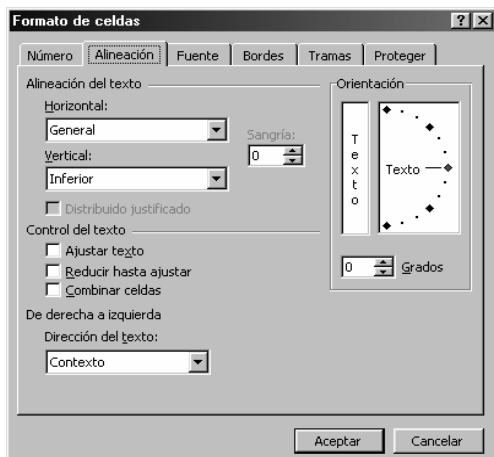 Formato de celdas
Número Alineación Fuente Bordes Tramas Proteger
Alineación del texto
Horizontal:
General
Sangría:
Vertical:
0
Inferior
Distribuido justificado
Control del texto
Ajustar texto
Reducir hasta ajustar
Combinar celdas
De derecha a izquierda
Dirección del texto:
Contexto
Orientación
Texto
Texto
0 Grados
Aceptar Cancelar